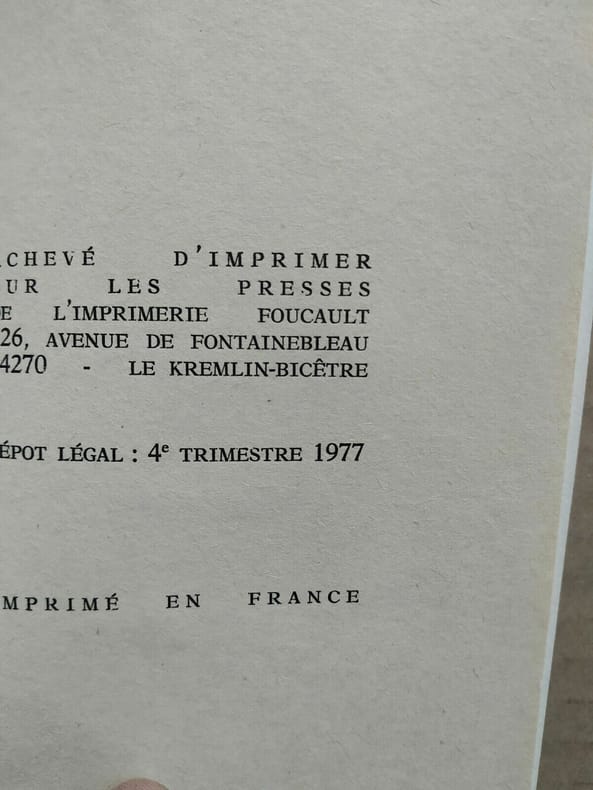 ACHEVÉ D'IMPRIMER
UR LES PRESSES
E L'IMPRIMERIE FOUCAULT
26, AVENUE DE FONTAINEBLEAU
4270 - LE KREMLIN-BICÊTRE
ÉPOT LÉGAL : 4e TRIMESTRE 1977
MPRIMÉ EN FRANCE